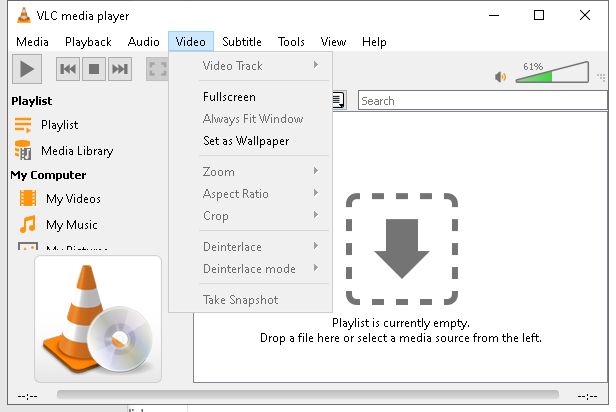 VLC media player
Media Playback Audio Video Subtitle Tools View Help
61%
Video Track
Fullscreen
Always Fit Window
Set as Wallpaper
Zoom
Aspect Ratio
Crop
Deinterlace
Deinterlace mode
Take Snapshot
Playlist
Playlist
Media Library
My Computer
My Videos
My Music
My Pictures
Search
Playlist is currently empty.
Drop a file here or select a media source from the left.
--:-- --:--